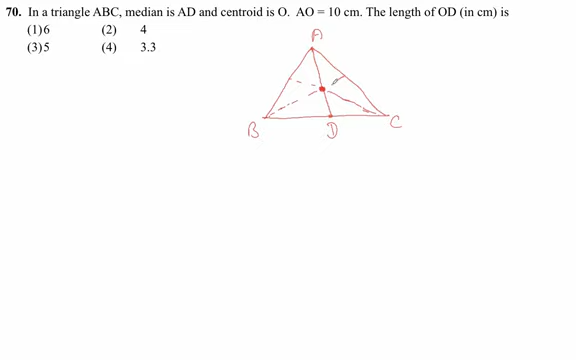 70. In a triangle ABC, median is AD and centroid is O. AO = 10 cm. The length of OD (in cm) is
(1) 6 (2) 4
(3) 5 (4) 3.3
A
B D C